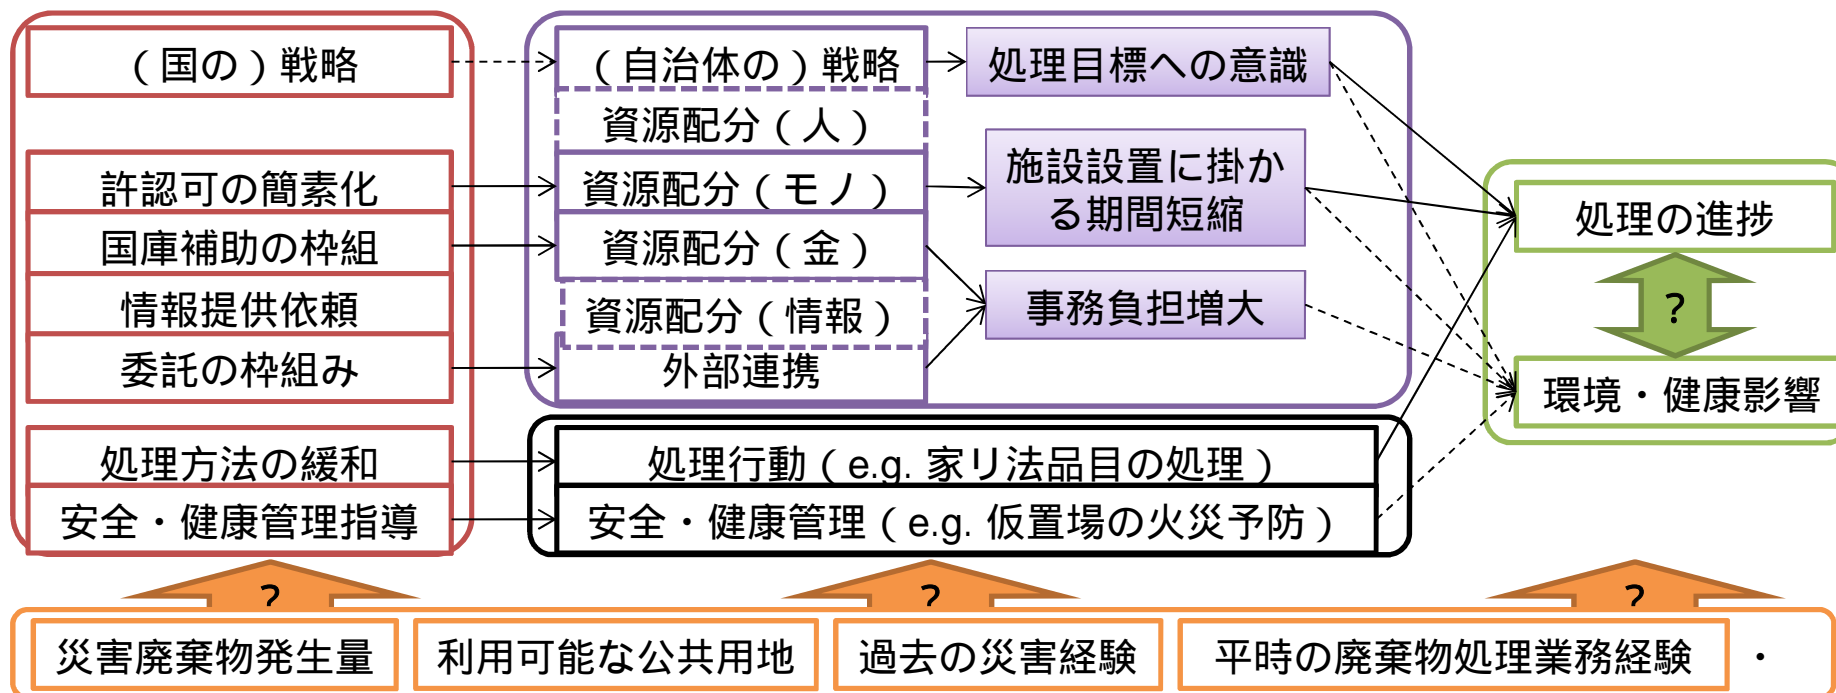 （国の）戦略
許認可の簡素化
国庫補助の枠組
情報提供依頼
委託の枠組み
処理方法の緩和
安全・健康管理指導
（自治体の）戦略
資源配分（人）
資源配分（モノ）
資源配分（金）
資源配分（情報）
外部連携
処理目標への意識
施設設置に掛か
る期間短縮
事務負担増大
処理行動（e.g. 家リ法品目の処理）
安全・健康管理（e.g. 仮置場の火災予防）
処理の進捗
?
環境・健康影響
?
?
?
災害廃棄物発生量
利用可能な公共用地
過去の災害経験
平時の廃棄物処理業務経験
・